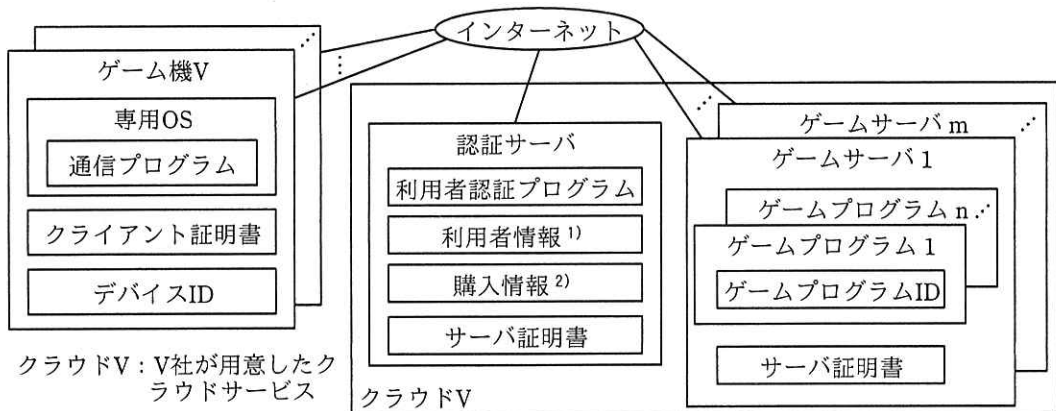 インターネット
ゲーム機V
専用OS
通信プログラム
クライアント証明書
デバイスID
認証サーバ
利用者認証プログラム
利用者情報 1)
購入情報 2)
サーバ証明書
ゲームサーバ m
ゲームサーバ 1
ゲームプログラム n
ゲームプログラム 1
ゲームプログラムID
サーバ証明書
クラウドV：V社が用意したク
ラウドサービス
クラウドV